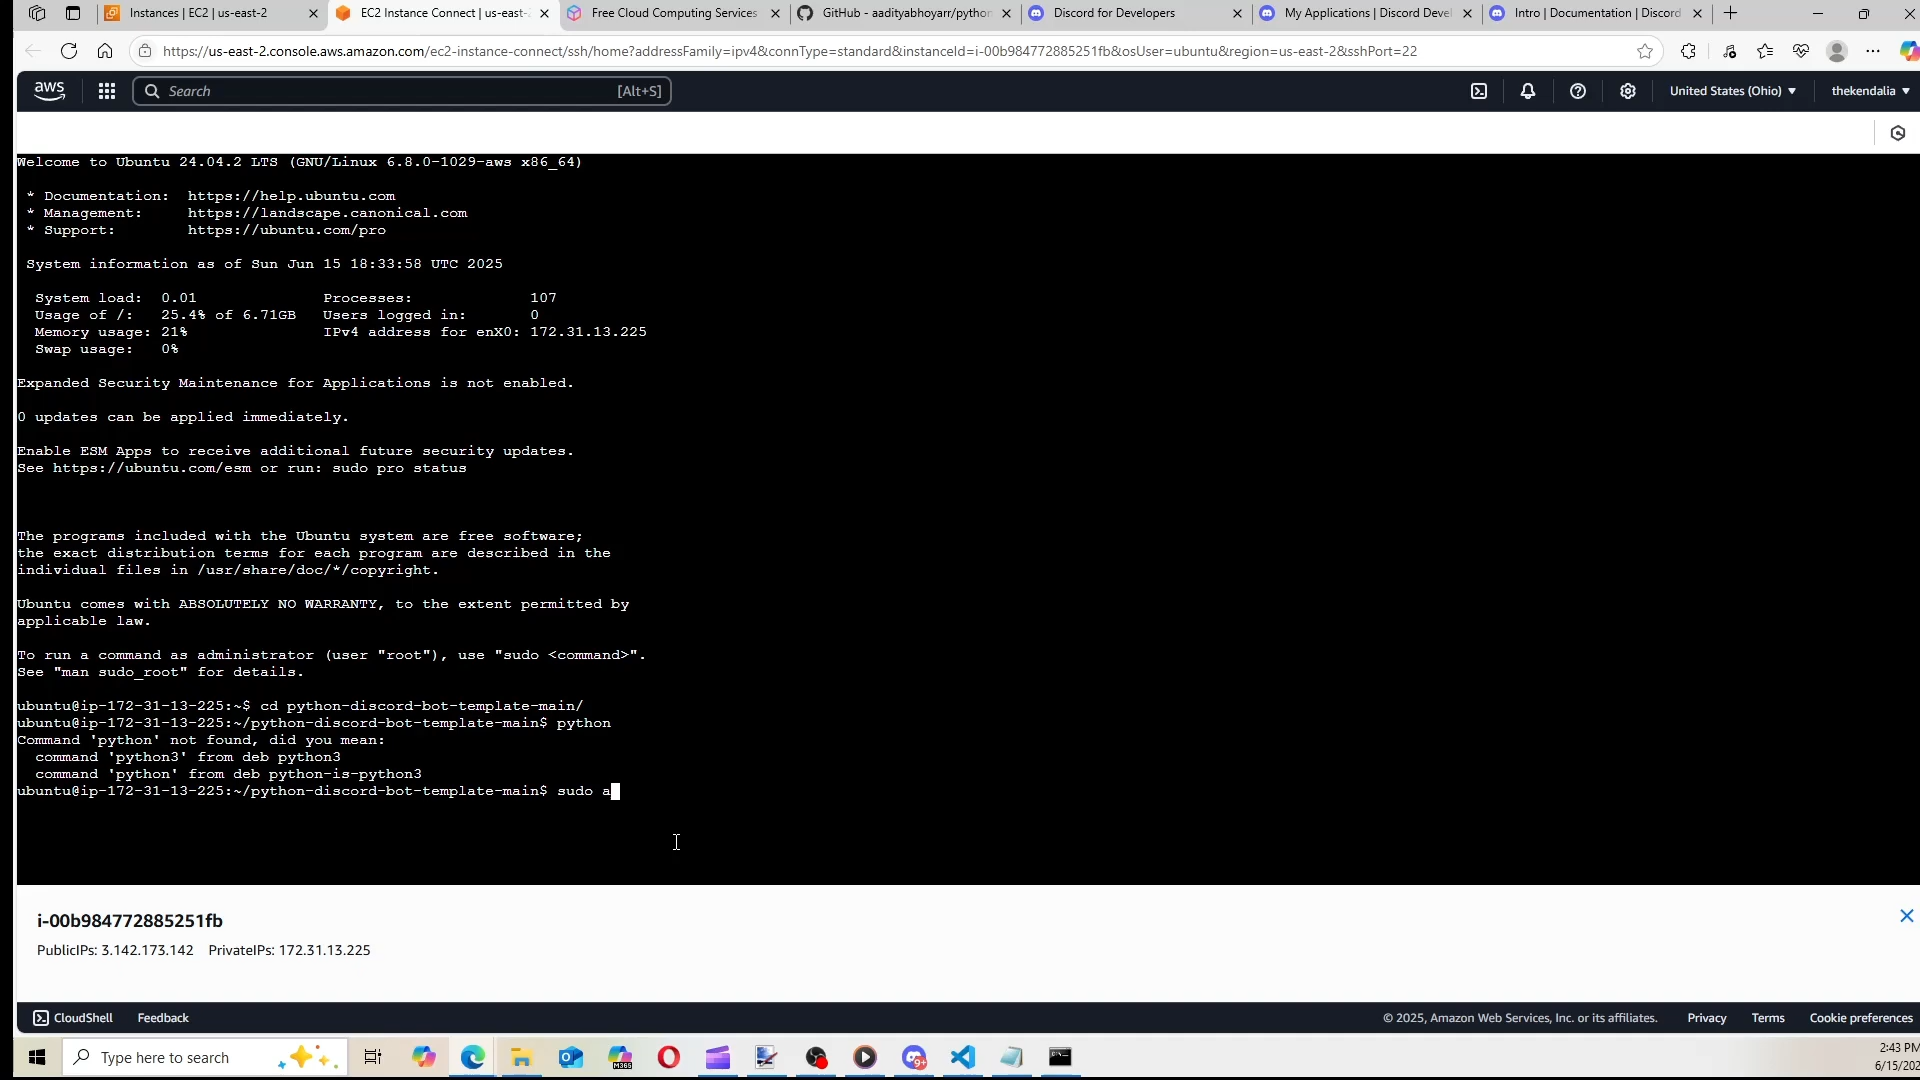 Instances | EC2 | us-east-2
EC2 Instance Connect | us-east-
Free Cloud Computing Services
GitHub - aadityabhoyarr/python
Discord for Developers
My Applications | Discord Deve
Intro | Documentation | Discord
https://us-east-2.console.aws.amazon.com/ec2-instance-connect/ssh/home?addressFamily=ipv4&connType=standard&instanceId=i-00b984772885251fb&osUser=ubuntu&region=us-east-2&sshPort=22
aws
Search
[Alt+S]
United States (Ohio)
thekendalia
Welcome to Ubuntu 24.04.2 LTS (GNU/Linux 6.8.0-1029-aws x86_64)
* Documentation: https://help.ubuntu.com
* Management: https://landscape.canonical.com
* Support: https://ubuntu.com/pro
System information as of Sun Jun 15 18:33:58 UTC 2025
System load: 0.01 Processes: 107
Usage of /: 25.4% of 6.71GB Users logged in: 0
Memory usage: 21% IPv4 address for enX0: 172.31.13.225
Swap usage: 0%
Expanded Security Maintenance for Applications is not enabled.
0 updates can be applied immediately.
Enable ESM Apps to receive additional future security updates.
See https://ubuntu.com/esm or run: sudo pro status
The programs included with the Ubuntu system are free software;
the exact distribution terms for each program are described in the
individual files in /usr/share/doc/*/copyright.
Ubuntu comes with ABSOLUTELY NO WARRANTY, to the extent permitted by
applicable law.
To run a command as administrator (user "root"), use "sudo <command>".
See "man sudo_root" for details.
ubuntu@ip-172-31-13-225:~$ cd python-discord-bot-template-main/
ubuntu@ip-172-31-13-225:~/python-discord-bot-template-main$ python
Command 'python' not found, did you mean:
command 'python3' from deb python3
command 'python' from deb python-is-python3
ubuntu@ip-172-31-13-225:~/python-discord-bot-template-main$ sudo a
i-00b984772885251fb
PublicIPs: 3.142.173.142 PrivateIPs: 172.31.13.225
CloudShell
Feedback
© 2025, Amazon Web Services, Inc. or its affiliates.
Privacy
Terms
Cookie preferences
Type here to search
M365
9+
2:43 PM
6/15/202